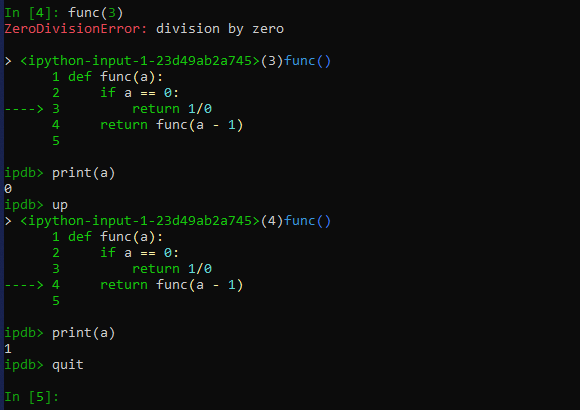 In [4]: func(3)
ZeroDivisionError: division by zero
> <ipython-input-1-23d49ab2a745>(3)func()
      1 def func(a):
      2     if a == 0:
----> 3         return 1/0
      4     return func(a - 1)
      5
ipdb> print(a)
0
ipdb> up
> <ipython-input-1-23d49ab2a745>(4)func()
      1 def func(a):
      2     if a == 0:
      3         return 1/0
----> 4     return func(a - 1)
      5
ipdb> print(a)
1
ipdb> quit
In [5]: